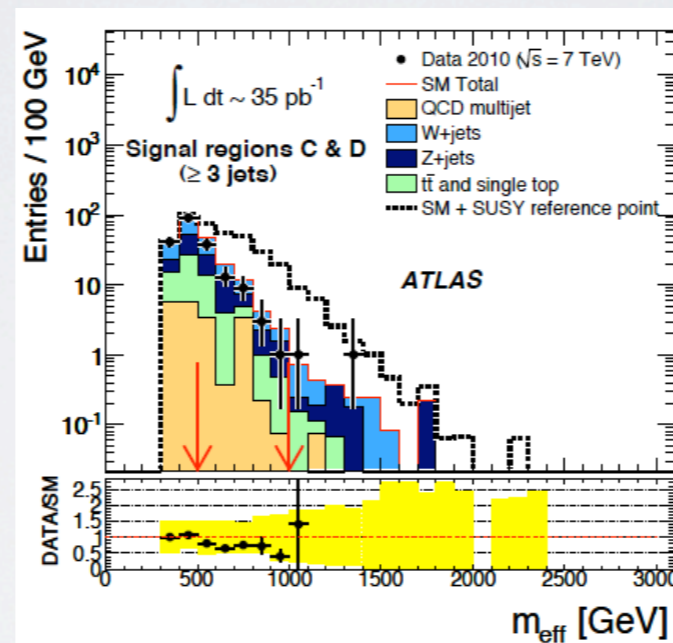 Entries / 100 GeV
10⁴
10³
10²
10
1
10⁻¹
∫ L dt ~ 35 pb⁻¹
Signal regions C & D
(≥ 3 jets)
Data 2010 (√s = 7 TeV)
SM Total
QCD multijet
W+jets
Z+jets
tt̄ and single top
SM + SUSY reference point
ATLAS
DATA/SM
2.5
2
1.5
1
0.5
0
0 500 1000 1500 2000 2500 3000
m_eff [GeV]